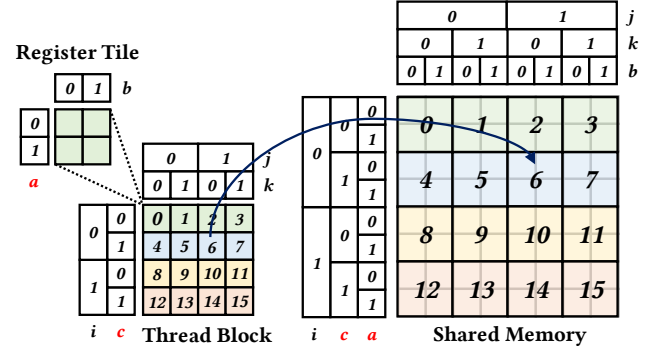 0 1 j
Register Tile
0 1 0 1 k
0 1 b
0 1 0 1 0 1 0 1 b
0
1
a
0 1 j
0 1 0 1 k
0 0 0 0 1 2 3
1
1 0 4 5 6 7
1
1 0 0 8 9 10 11
1
1 0 12 13 14 15
1
0 0 0 1 2 3
1 4 5 6 7
1 0 8 9 10 11
1 12 13 14 15
i c Thread Block
i c a Shared Memory